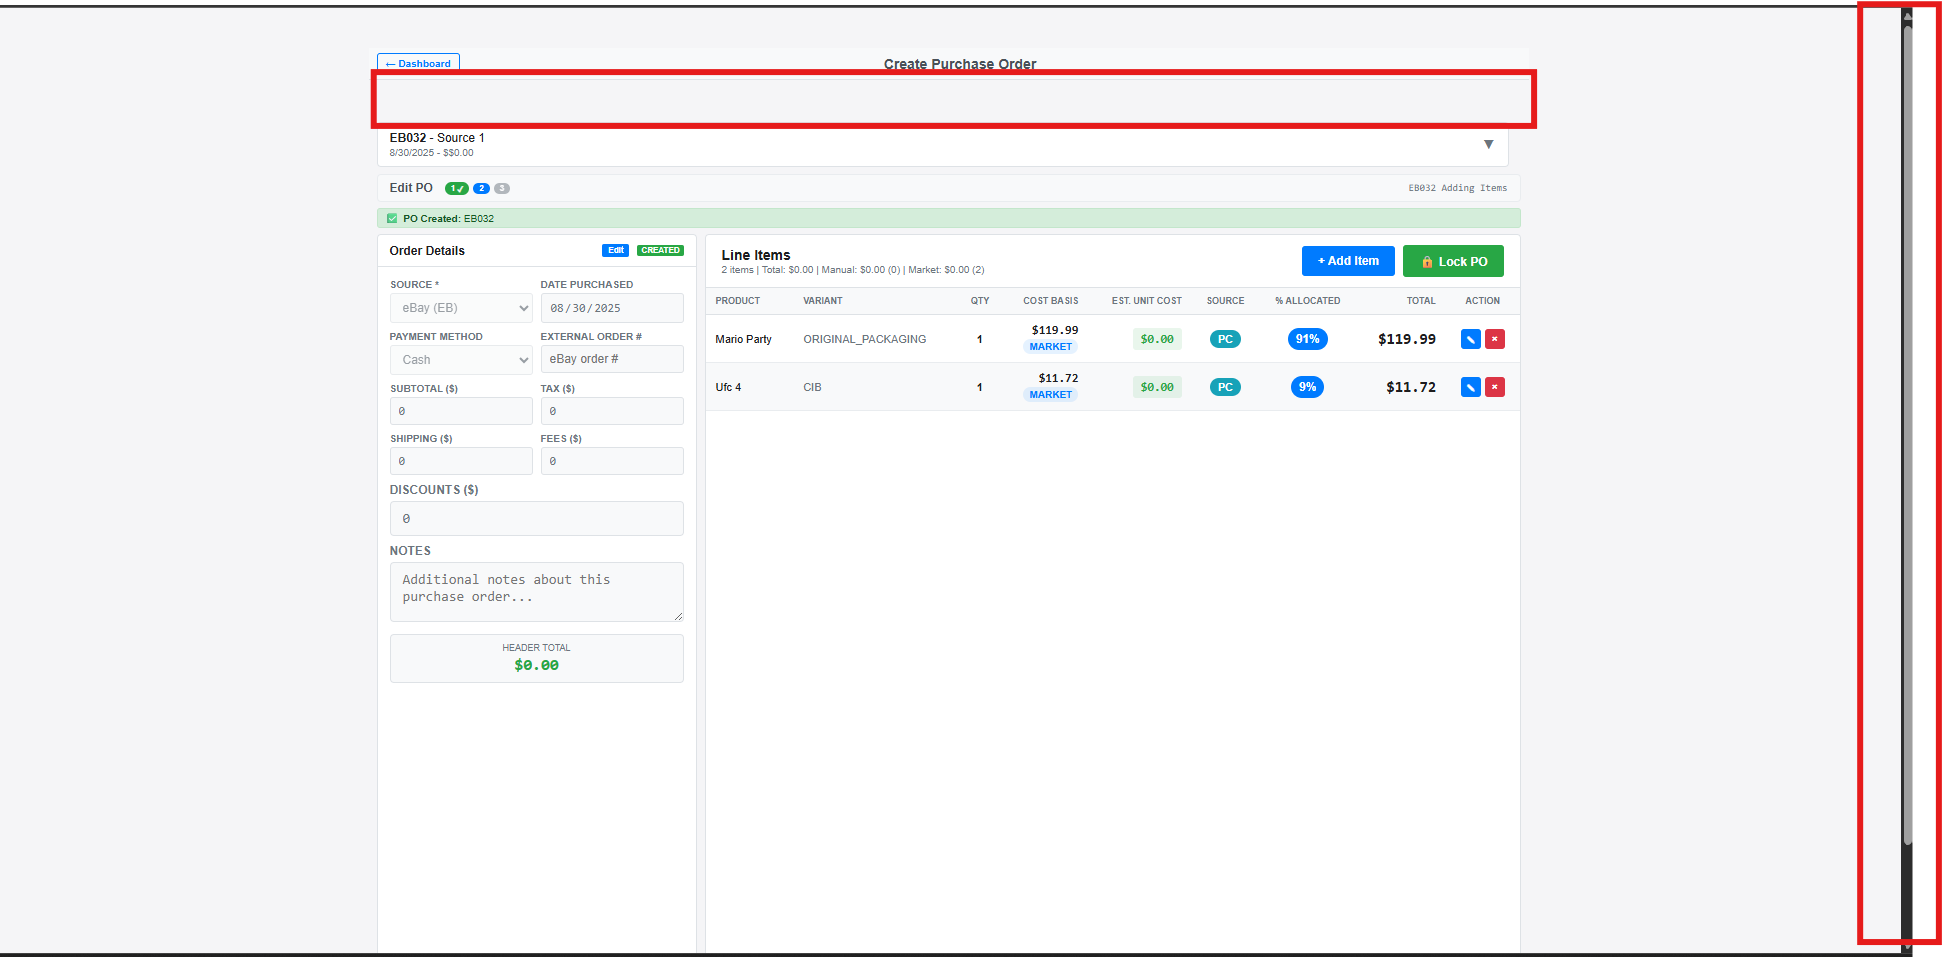 ← Dashboard
Create Purchase Order
EB032 - Source 1
8/30/2025 - $$0.00
▼
Edit PO 1✓ 2 3
EB032 Adding Items
✅ PO Created: EB032
Order Details Edit CREATED
SOURCE * DATE PURCHASED
eBay (EB) 08/30/2025
PAYMENT METHOD EXTERNAL ORDER #
Cash eBay order #
SUBTOTAL ($) TAX ($)
0 0
SHIPPING ($) FEES ($)
0 0
DISCOUNTS ($)
0
NOTES
Additional notes about this
purchase order...
HEADER TOTAL
$0.00
Line Items
2 items | Total: $0.00 | Manual: $0.00 (0) | Market: $0.00 (2)
+ Add Item 🔒 Lock PO
PRODUCT VARIANT QTY COST BASIS EST. UNIT COST SOURCE % ALLOCATED TOTAL ACTION
Mario Party ORIGINAL_PACKAGING 1 $119.99 MARKET $0.00 PC 91% $119.99
Ufc 4 CIB 1 $11.72 MARKET $0.00 PC 9% $11.72